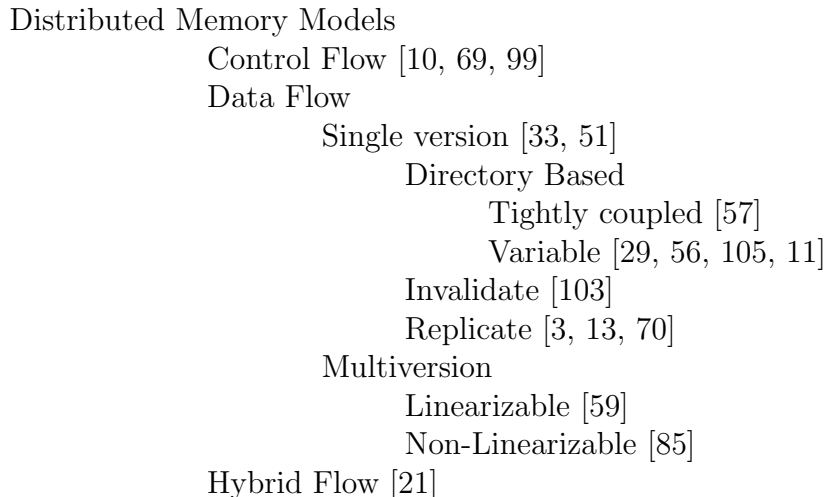 Distributed Memory Models
Control Flow [10, 69, 99]
Data Flow
Single version [33, 51]
Directory Based
Tightly coupled [57]
Variable [29, 56, 105, 11]
Invalidate [103]
Replicate [3, 13, 70]
Multiversion
Linearizable [59]
Non-Linearizable [85]
Hybrid Flow [21]